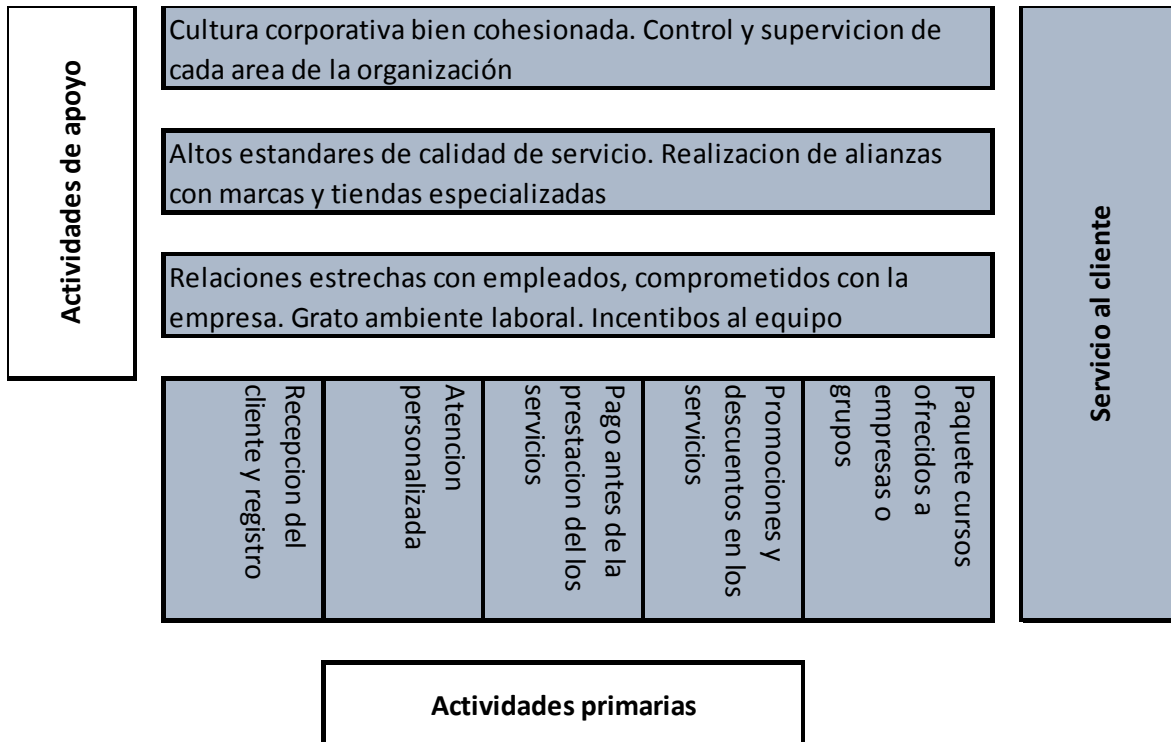 Actividades de apoyo
Cultura corporativa bien cohesionada. Control y supervicion de
cada area de la organización
Altos estandares de calidad de servicio. Realizacion de alianzas
con marcas y tiendas especializadas
Relaciones estrechas con empleados, comprometidos con la
empresa. Grato ambiente laboral. Incentibos al equipo
Recepcion del
cliente y registro
Atencion
personalizada
Pago antes de la
prestacion del los
servicios
Promociones y
descuentos en los
servicios
Paquete cursos
ofrecidos a
empresas o
grupos
Servicio al cliente
Actividades primarias